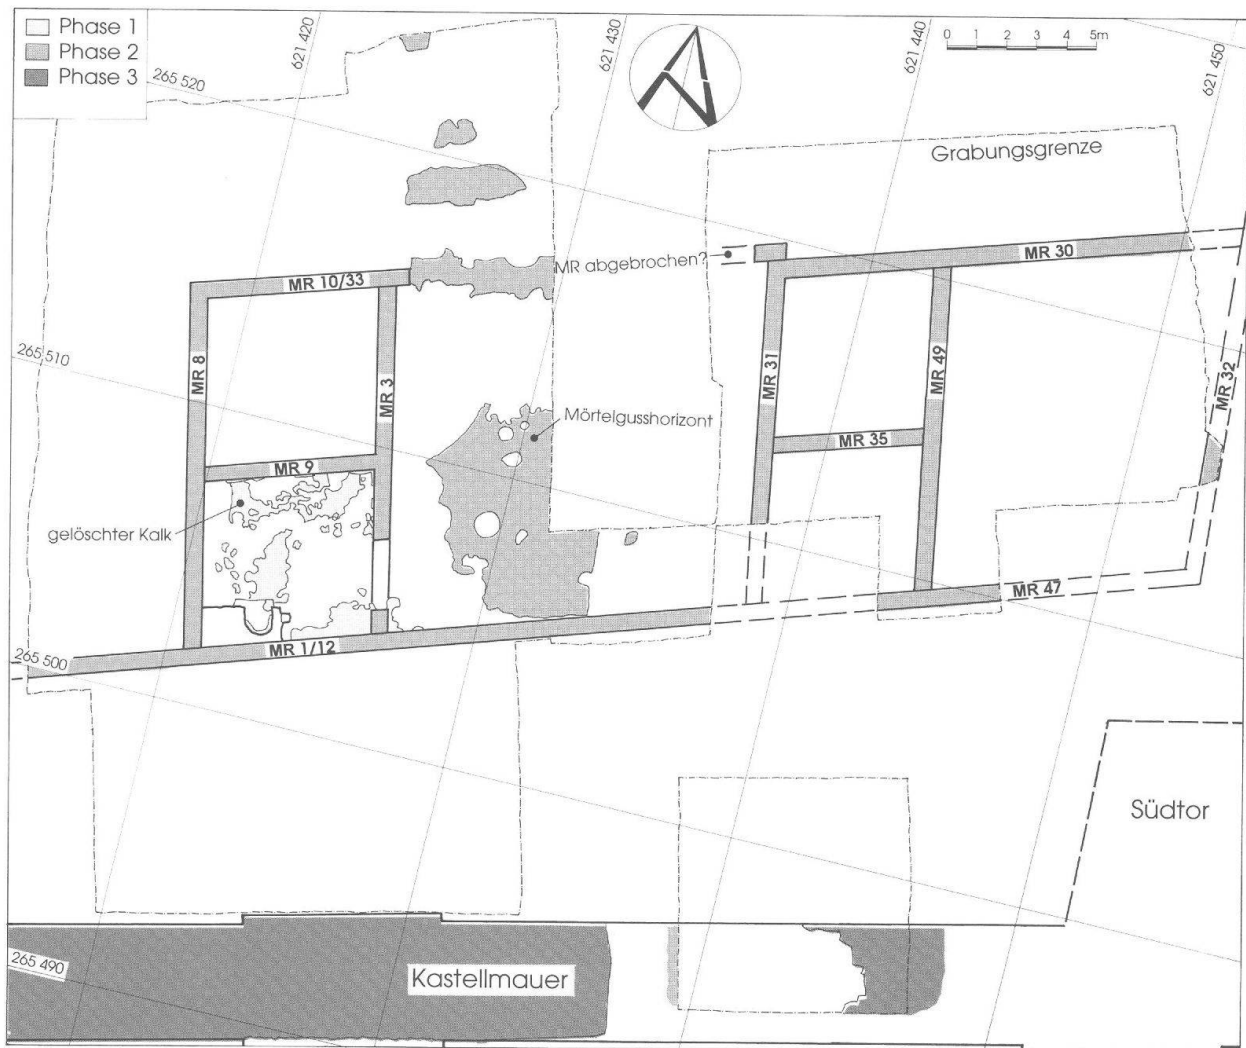 Phase 1
Phase 2
Phase 3
621 420
621 430
621 440
621 450
0 1 2 3 4 5m
265 520
Grabungsgrenze
MR 30
MR abgebrochen?
MR 10/33
265 510
MR 8
MR 3
MR 31
MR 49
MR 32
Mörtelgusshorizont
MR 35
MR 9
gelöschter Kalk
MR 47
MR 1/12
265 500
Südtor
265 490
Kastellmauer